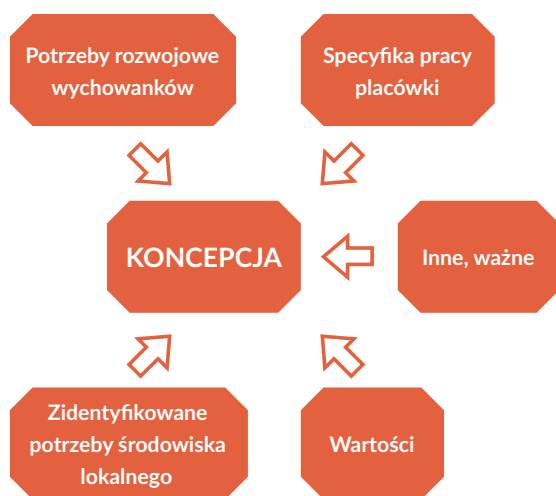 Potrzeby rozwojowe
wychowanków
Specyfika pracy
placówki
KONCEPCJA
Inne, ważne
Zidentyfikowane
potrzeby środowiska
lokalnego
Wartości